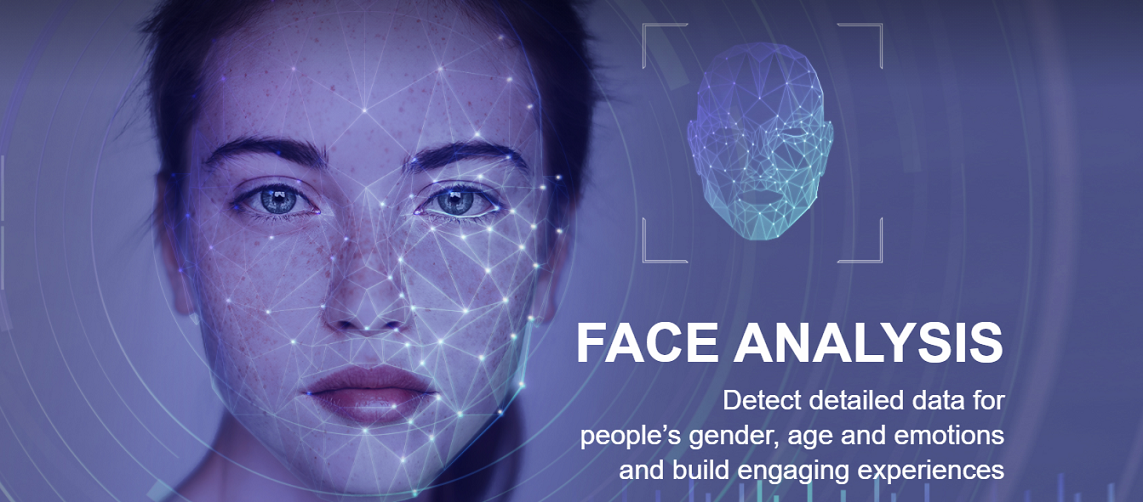 FACE ANALYSIS
Detect detailed data for
people’s gender, age and emotions
and build engaging experiences